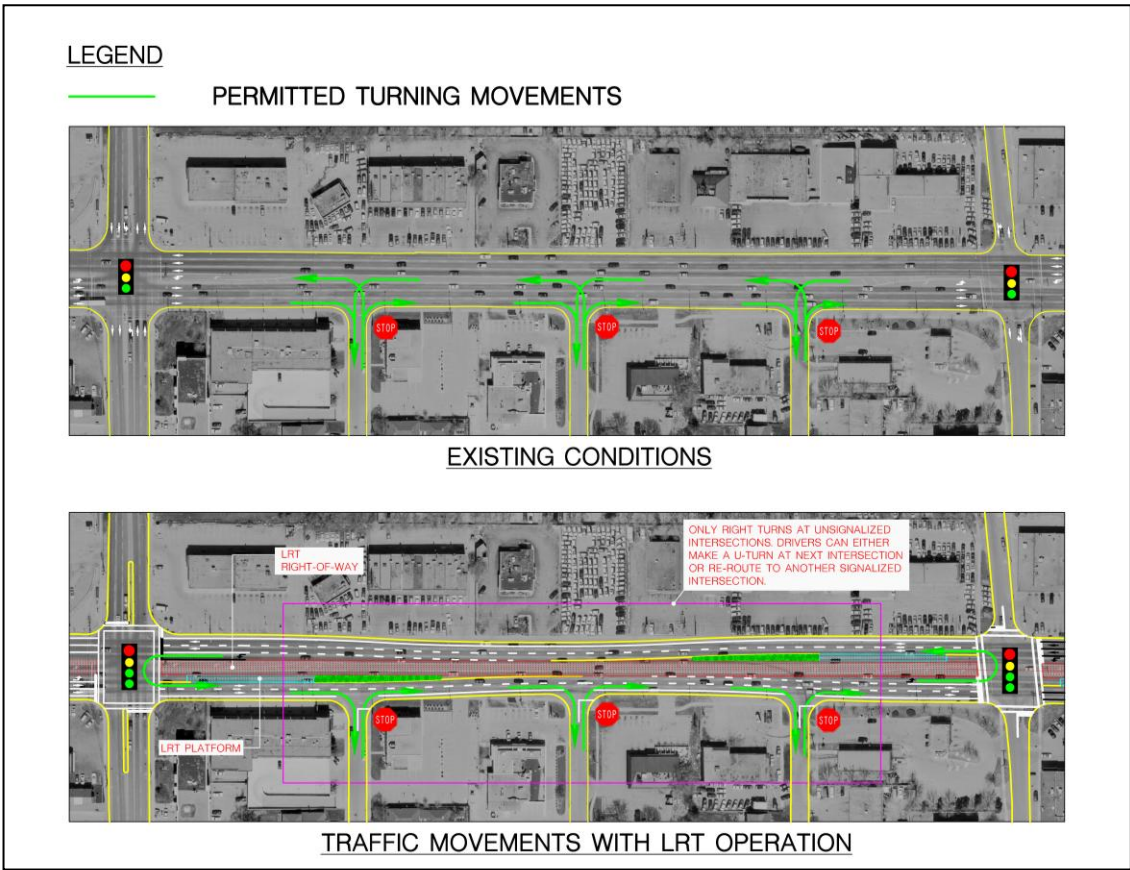 LEGEND
PERMITTED TURNING MOVEMENTS
STOP
STOP
STOP
EXISTING CONDITIONS
ONLY RIGHT TURNS AT UNSIGNALIZED
INTERSECTIONS. DRIVERS CAN EITHER
MAKE A U-TURN AT NEXT INTERSECTION
OR RE-ROUTE TO ANOTHER SIGNALIZED
INTERSECTION.
LRT
RIGHT-OF-WAY
STOP
STOP
STOP
LRT PLATFORM
TRAFFIC MOVEMENTS WITH LRT OPERATION